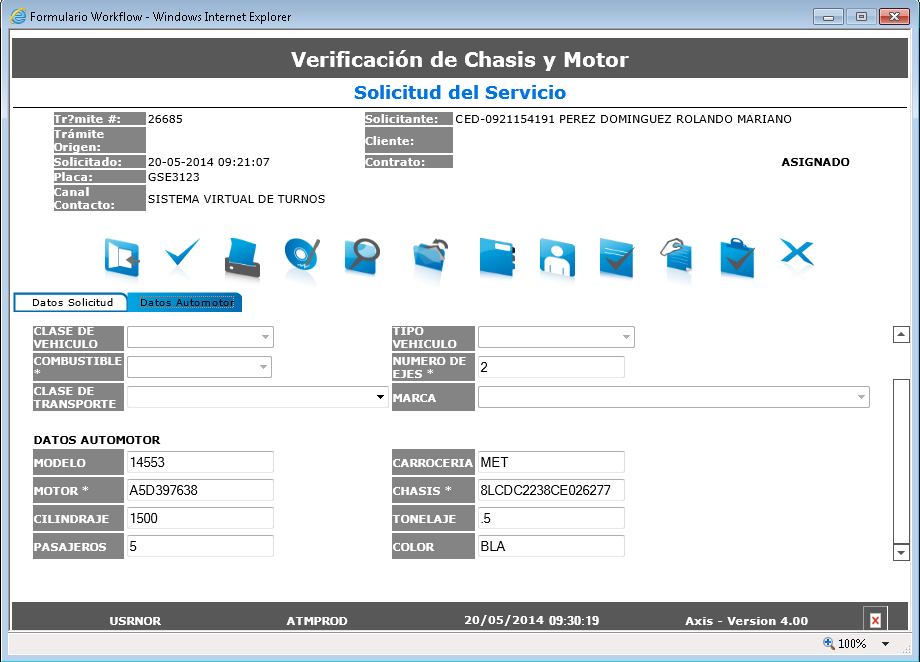 Formulario Workflow - Windows Internet Explorer
Verificación de Chasis y Motor
Solicitud del Servicio
Tr?mite #: 26685 Solicitante: CED-0921154191 PEREZ DOMINGUEZ ROLANDO MARIANO
Trámite
Origen: Cliente:
Solicitado: 20-05-2014 09:21:07 Contrato: ASIGNADO
Placa: GSE3123
Canal
Contacto: SISTEMA VIRTUAL DE TURNOS
Datos Solicitud Datos Automotor
CLASE DE TIPO
VEHICULO VEHICULO
COMBUSTIBLE NUMERO DE
* EJES * 2
CLASE DE
TRANSPORTE MARCA
DATOS AUTOMOTOR
MODELO 14553 CARROCERIA MET
MOTOR * A5D397638 CHASIS * 8LCDC2238CE026277
CILINDRAJE 1500 TONELAJE .5
PASAJEROS 5 COLOR BLA
USRNOR ATMPROD 20/05/2014 09:30:19 Axis - Version 4.00
100%